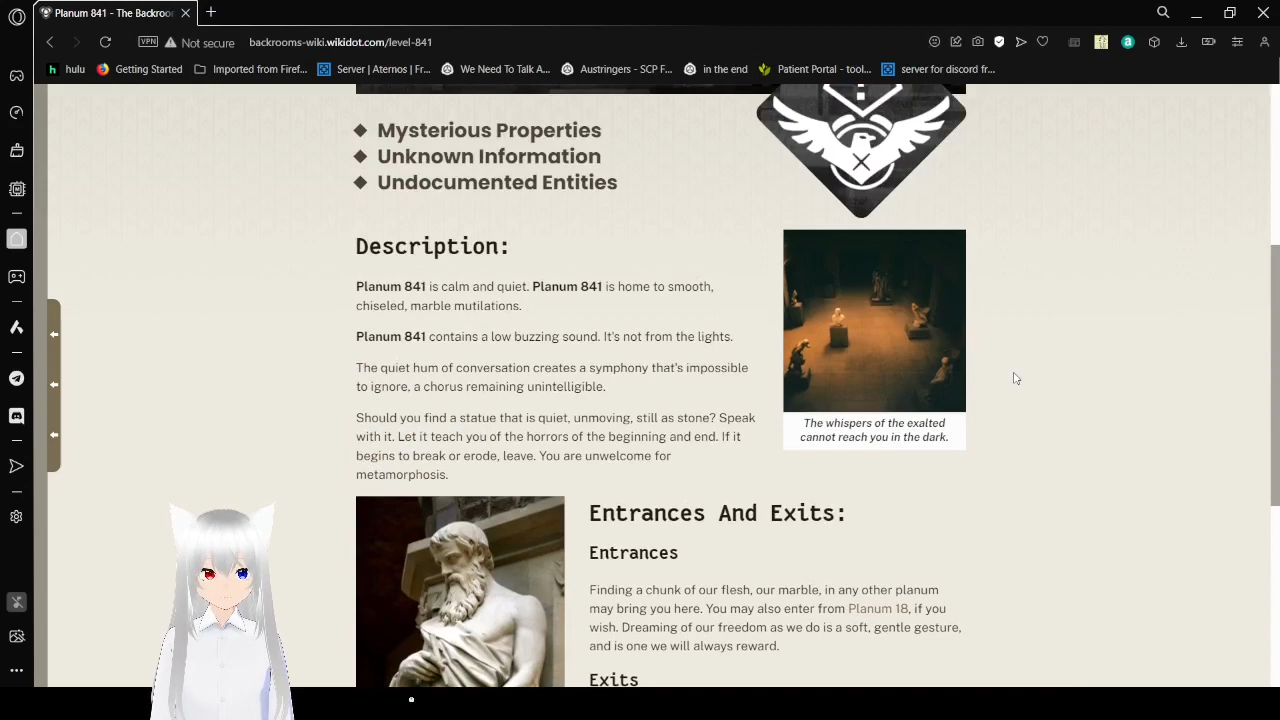 Planum 841 - The Backroon
VPN Not secure backrooms-wiki.wikidot.com/level-841
hulu Getting Started Imported from Firef... Server | Aternos | Fr... We Need To Talk A... Austringers - SCP F... in the end Patient Portal - tool... server for discord fr...
Mysterious Properties
Unknown Information
Undocumented Entities
Description:
Planum 841 is calm and quiet. Planum 841 is home to smooth,
chiseled, marble mutilations.
Planum 841 contains a low buzzing sound. It's not from the lights.
The quiet hum of conversation creates a symphony that's impossible
to ignore, a chorus remaining unintelligible.
Should you find a statue that is quiet, unmoving, still as stone? Speak
with it. Let it teach you of the horrors of the beginning and end. If it
begins to break or erode, leave. You are unwelcome for
metamorphosis.
The whispers of the exalted
cannot reach you in the dark.
Entrances And Exits:
Entrances
Finding a chunk of our flesh, our marble, in any other planum
may bring you here. You may also enter from Planum 18, if you
wish. Dreaming of our freedom as we do is a soft, gentle gesture,
and is one we will always reward.
Exits